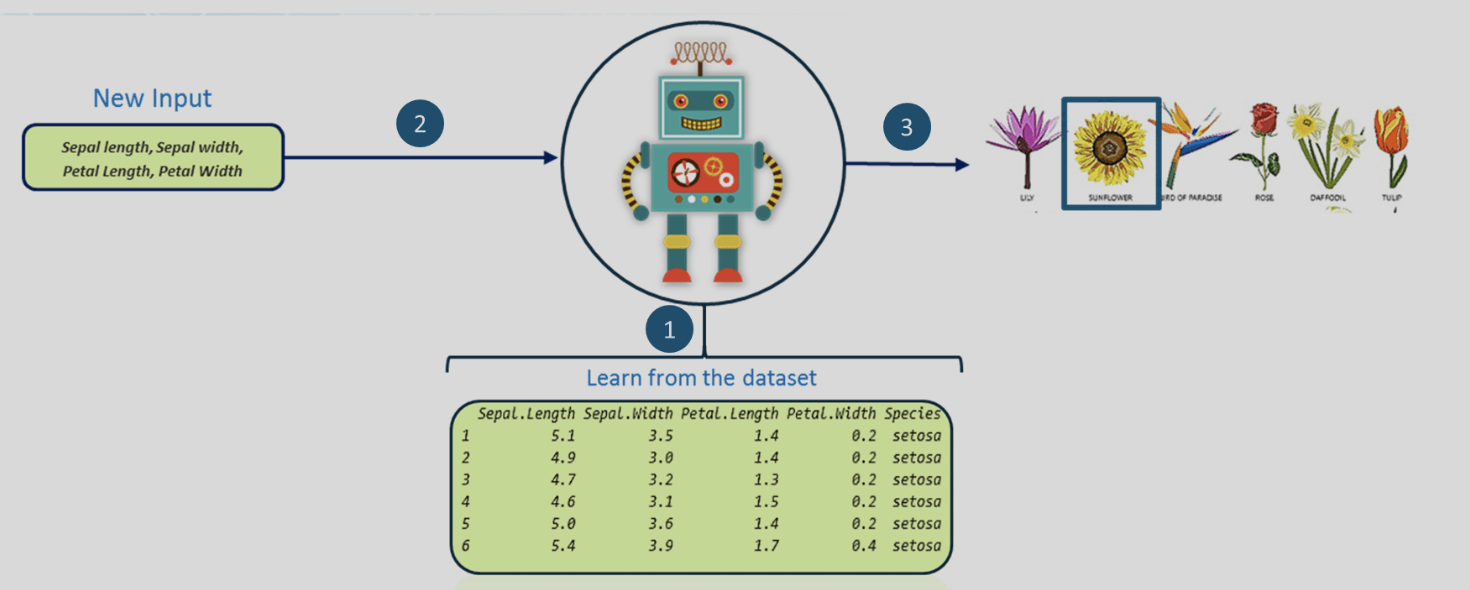 New Input
Sepal length, Sepal width,
Petal Length, Petal Width
2
3
LILY
SUNFLOWER
IRD OF PARADISE
ROSE
DAFFODIL
TULIP
1
Learn from the dataset
Sepal.Length Sepal.Width Petal.Length Petal.Width Species
1 5.1 3.5 1.4 0.2 setosa
2 4.9 3.0 1.4 0.2 setosa
3 4.7 3.2 1.3 0.2 setosa
4 4.6 3.1 1.5 0.2 setosa
5 5.0 3.6 1.4 0.2 setosa
6 5.4 3.9 1.7 0.4 setosa